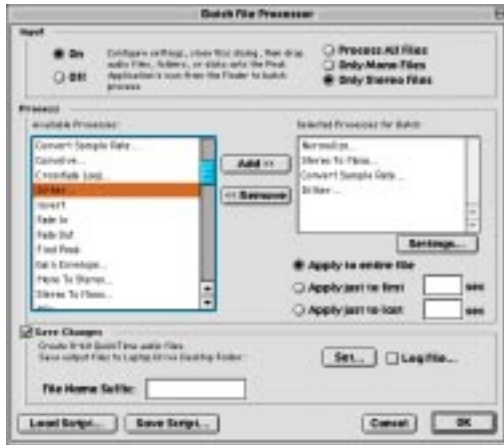 Batch File Processor
Input
On
Off
Configure settings, close this dialog, then drop
audio files, folders, or disks onto the Peak
Application's icon from the Finder to batch
process.
Process All Files
Only Mono Files
Only Stereo Files
Process
Available Processes:
Convert Sample Rate...
Convolve...
Crossfade Loop...
Dither...
Invert
Fade In
Fade Out
Find Peak
Gain Envelope...
Mono To Stereo...
Stereo To Mono...
Add >>
<< Remove
Selected Processes for Batch:
Normalize...
Stereo To Mono...
Convert Sample Rate...
Dither...
Settings...
Apply to entire file
Apply just to first
sec
Apply just to last
sec
Save Changes
Create 8-bit QuickTime audio files.
Save output files to Laptop Drive:Desktop Folder:
Set...
Log File...
File Name Suffix:
Load Script...
Save Script...
Cancel
OK